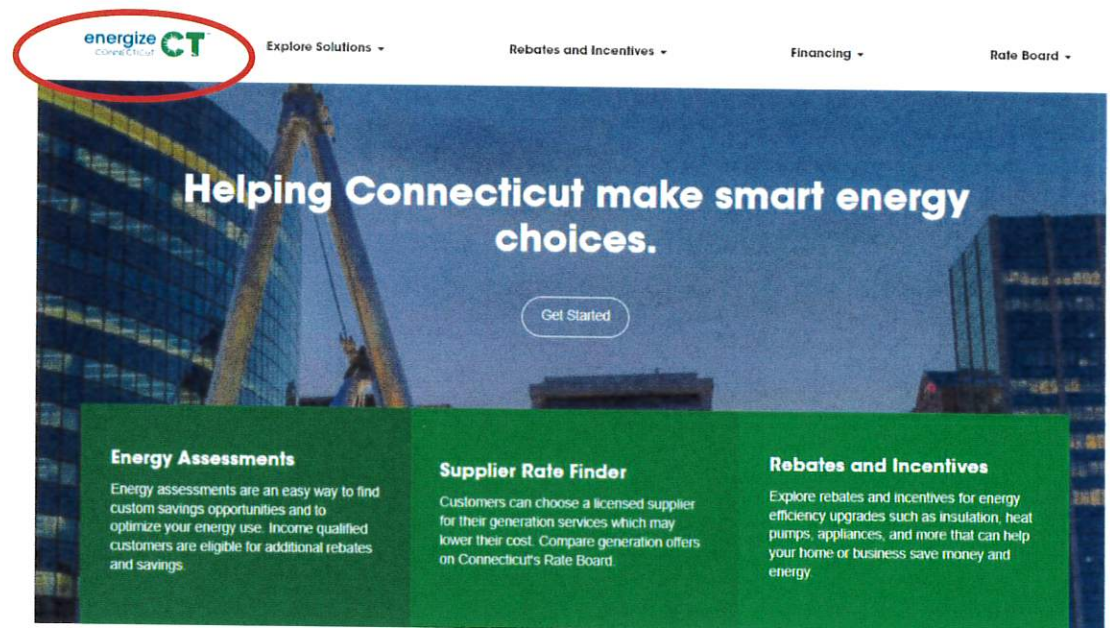 energize CT
CONNECTICUT
Explore Solutions
Rebates and Incentives
Financing
Rate Board
Helping Connecticut make smart energy
choices.
Get Started
Energy Assessments
Energy assessments are an easy way to find
custom savings opportunities and to
optimize your energy use. Income qualified
customers are eligible for additional rebates
and savings.
Supplier Rate Finder
Customers can choose a licensed supplier
for their generation services which may
lower their cost. Compare generation offers
on Connecticut's Rate Board.
Rebates and Incentives
Explore rebates and incentives for energy
efficiency upgrades such as insulation, heat
pumps, appliances, and more that can help
your home or business save money and
energy.